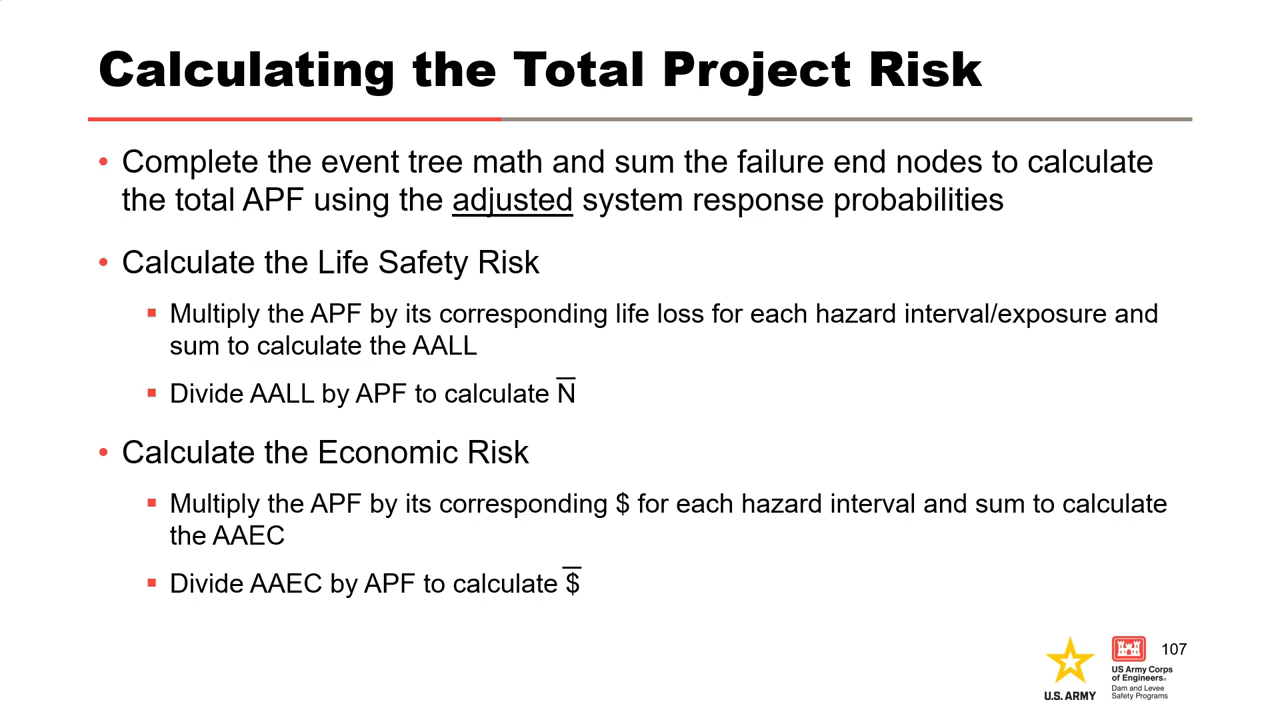 Calculating the Total Project Risk
• Complete the event tree math and sum the failure end nodes to calculate
the total APF using the adjusted system response probabilities
• Calculate the Life Safety Risk
▪ Multiply the APF by its corresponding life loss for each hazard interval/exposure and
sum to calculate the AALL
▪ Divide AALL by APF to calculate N̅
• Calculate the Economic Risk
▪ Multiply the APF by its corresponding $ for each hazard interval and sum to calculate
the AAEC
▪ Divide AAEC by APF to calculate $̅
107
U.S. ARMY
US Army Corps
of Engineers®
Dam and Levee
Safety Programs